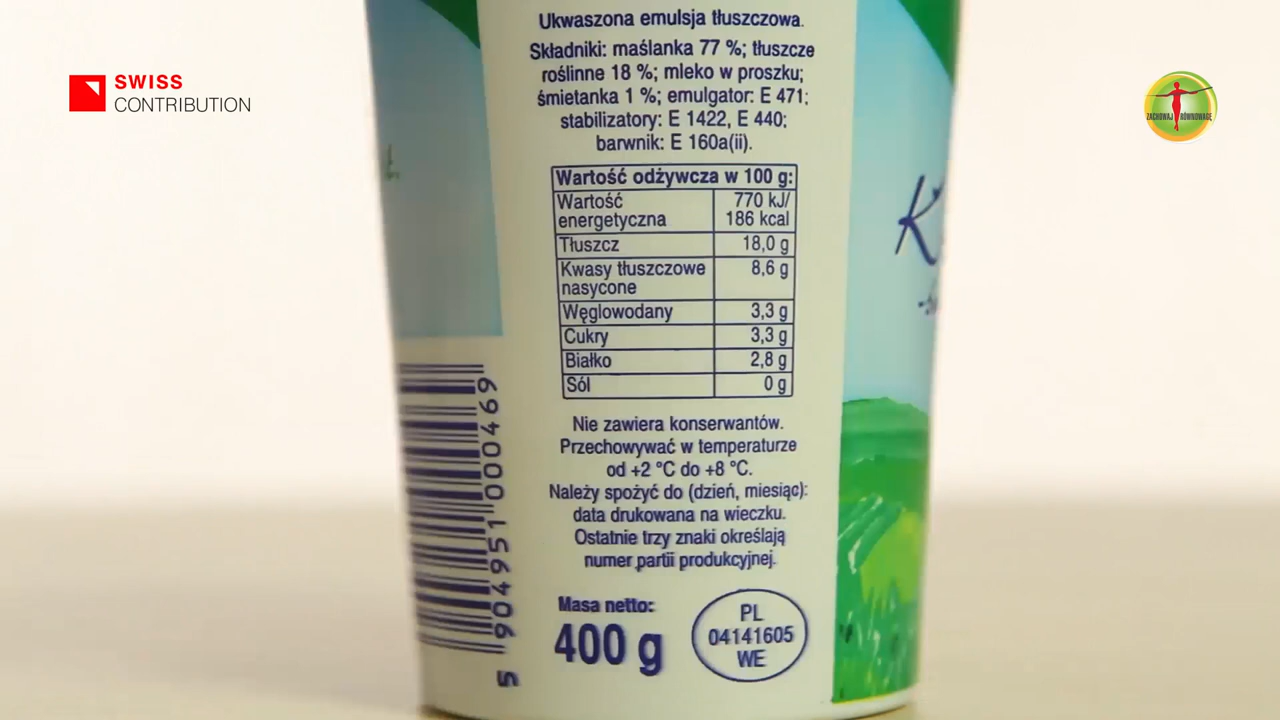 SWISS
CONTRIBUTION
ZACHOWAJ RÓWNOWAGĘ
Ukwaszona emulsja tłuszczowa.
Składniki: maślanka 77 %; tłuszcze
roślinne 18 %; mleko w proszku;
śmietanka 1 %; emulgator: E 471;
stabilizatory: E 1422, E 440;
barwnik: E 160a(ii).
Wartość odżywcza w 100 g:
Wartość energetyczna 770 kJ/ 186 kcal
Tłuszcz 18,0 g
Kwasy tłuszczowe nasycone 8,6 g
Węglowodany 3,3 g
Cukry 3,3 g
Białko 2,8 g
Sól 0 g
Nie zawiera konserwantów.
Przechowywać w temperaturze
od +2 °C do +8 °C.
Należy spożyć do (dzień, miesiąc):
data drukowana na wieczku.
Ostatnie trzy znaki określają
numer partii produkcyjnej.
Masa netto:
400 g
PL
04141605
WE
5 904951 000469